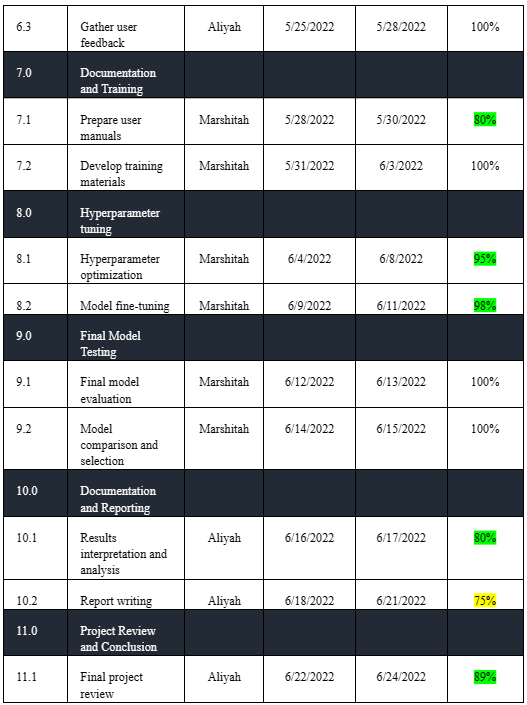 6.3 Gather user Aliyah 5/25/2022 5/28/2022 100%
feedback
7.0 Documentation
and Training
7.1 Prepare user Marshitah 5/28/2022 5/30/2022 80%
manuals
7.2 Develop training Marshitah 5/31/2022 6/3/2022 100%
materials
8.0 Hyperparameter
tuning
8.1 Hyperparameter Marshitah 6/4/2022 6/8/2022 95%
optimization
8.2 Model fine-tuning Marshitah 6/9/2022 6/11/2022 98%
9.0 Final Model
Testing
9.1 Final model Marshitah 6/12/2022 6/13/2022 100%
evaluation
9.2 Model Marshitah 6/14/2022 6/15/2022 100%
comparison and
selection
10.0 Documentation
and Reporting
10.1 Results Aliyah 6/16/2022 6/17/2022 80%
interpretation and
analysis
10.2 Report writing Aliyah 6/18/2022 6/21/2022 75%
11.0 Project Review
and Conclusion
11.1 Final project Aliyah 6/22/2022 6/24/2022 89%
review